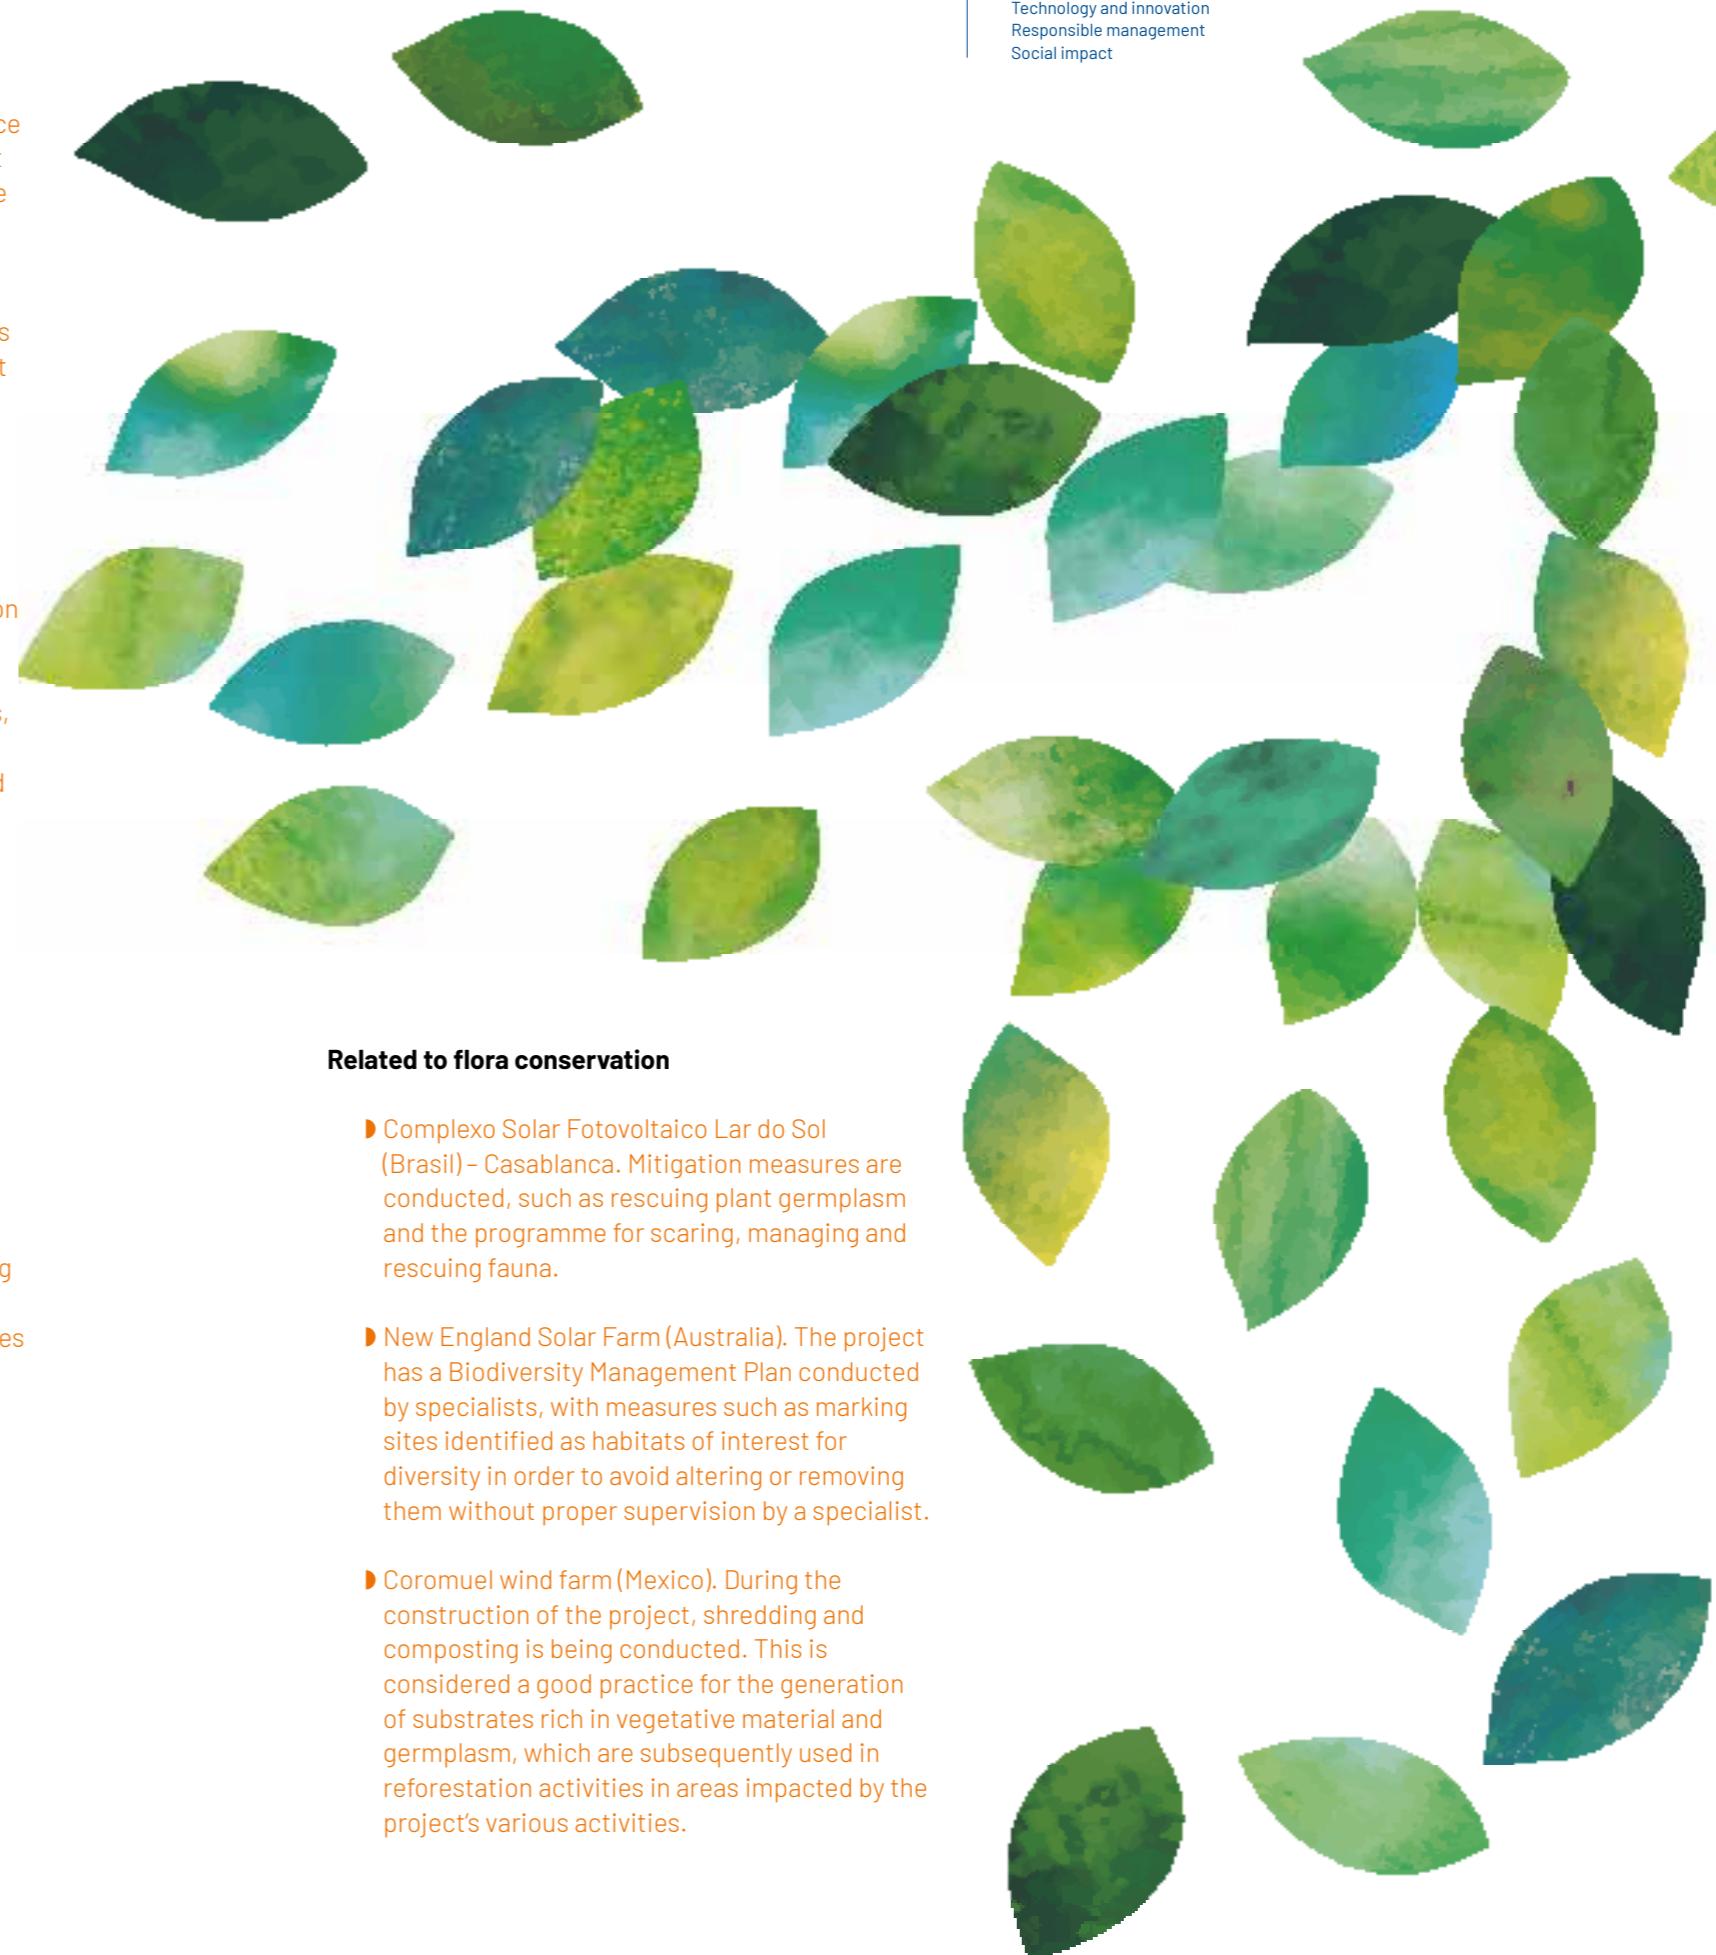 Technology and innovation
Responsible management
Social impact
Related to flora conservation
Complexo Solar Fotovoltaico Lar do Sol
(Brasil) – Casablanca. Mitigation measures are
conducted, such as rescuing plant germplasm
and the programme for scaring, managing and
rescuing fauna.
New England Solar Farm (Australia). The project
has a Biodiversity Management Plan conducted
by specialists, with measures such as marking
sites identified as habitats of interest for
diversity in order to avoid altering or removing
them without proper supervision by a specialist.
Coromuel wind farm (Mexico). During the
construction of the project, shredding and
composting is being conducted. This is
considered a good practice for the generation
of substrates rich in vegetative material and
germplasm, which are subsequently used in
reforestation activities in areas impacted by the
project's various activities.